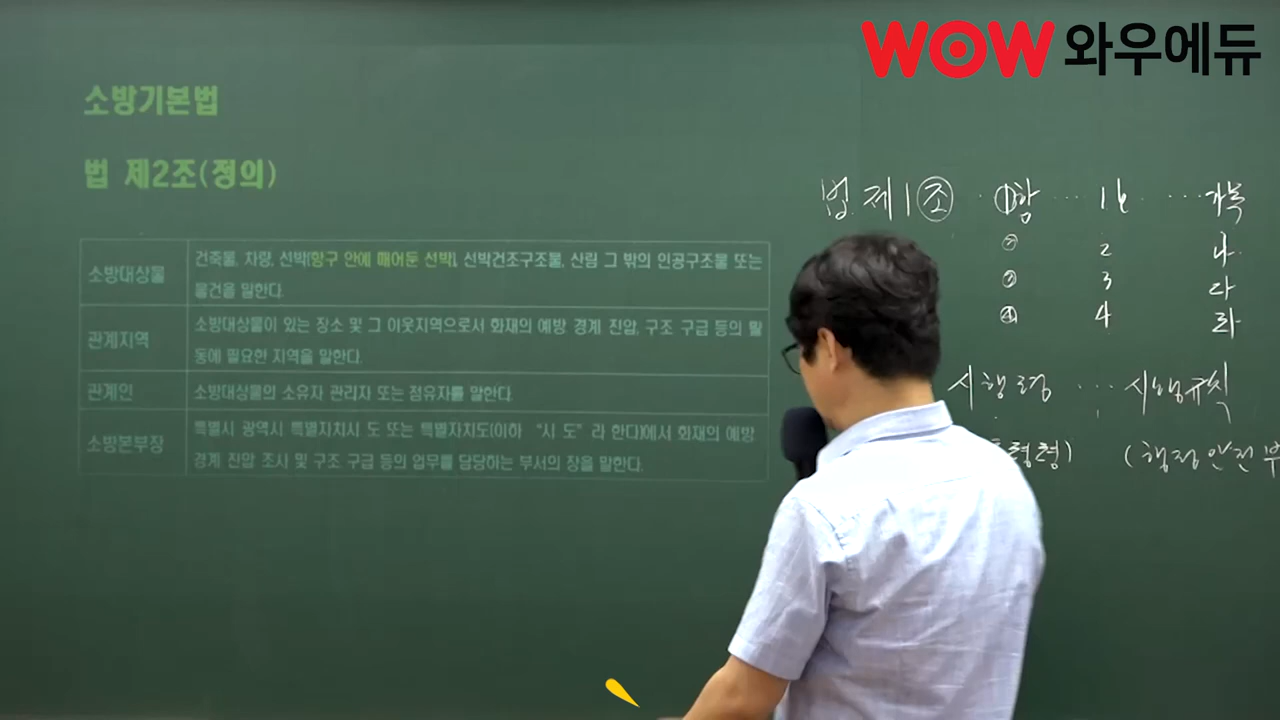 WOW 와우에듀
소방기본법
법 제2조(정의)
소방대상물
건축물, 차량, 선박(항구 안에 매어둔 선박), 선박건조구조물, 산림 그 밖의 인공구조물 또는
물건을 말한다.
관계지역
소방대상물이 있는 장소 및 그 이웃지역으로서 화재의 예방 경계 진압, 구조 구급 등의 활
동에 필요한 지역을 말한다.
관계인
소방대상물의 소유자 관리자 또는 점유자를 말한다.
소방본부장
특별시 광역시 특별자치시 도 또는 특별자치도(이하 “시 도”라 한다)에서 화재의 예방
경계 진압 조사 및 구조 구급 등의 업무를 담당하는 부서의 장을 말한다.
법 제1조 ·· ①항 ··· 1. ···
② 2 나.
③ 3 다
④ 4 라
시행령 ··· 시행규칙
령령) (행정안전부